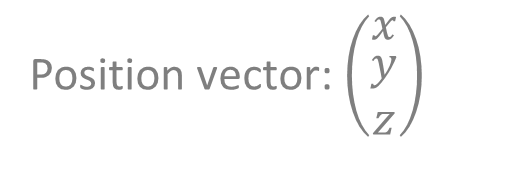 Position vector: (x
y
z)